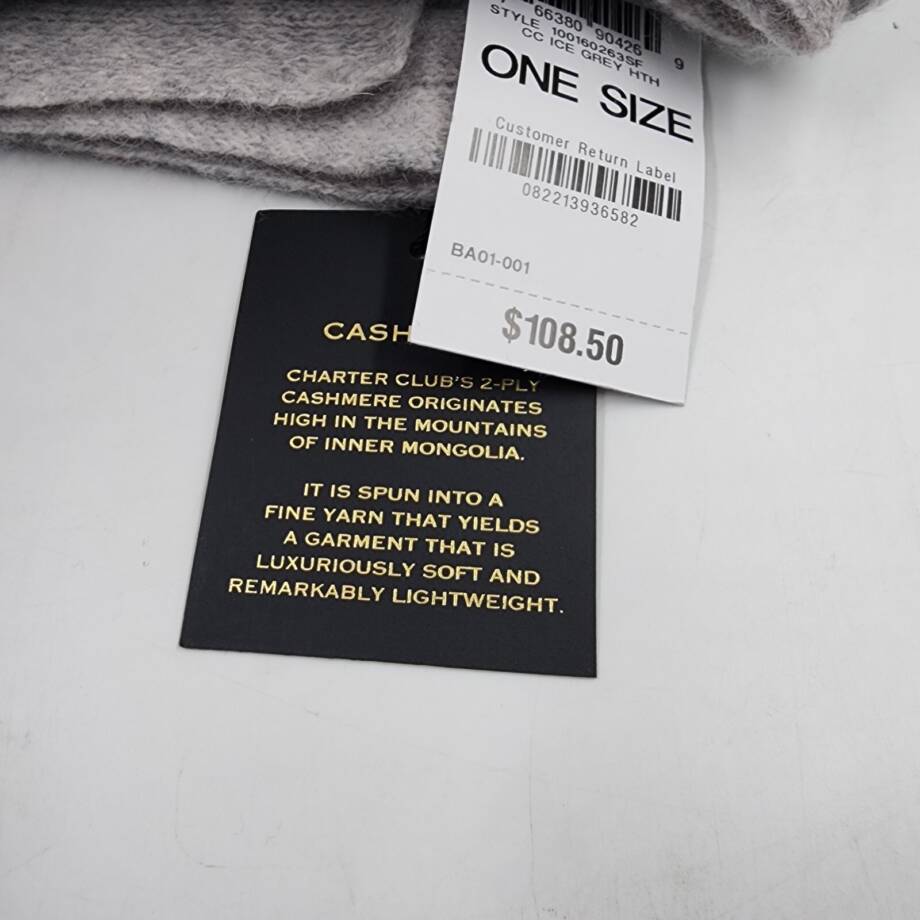 66380 90426 9
STYLE 100160263SF
CC ICE GREY HTH
ONE SIZE
Customer Return Label
082213936582
BA01-001
$108.50
CASH
CHARTER CLUB'S 2-PLY
CASHMERE ORIGINATES
HIGH IN THE MOUNTAINS
OF INNER MONGOLIA.
IT IS SPUN INTO A
FINE YARN THAT YIELDS
A GARMENT THAT IS
LUXURIOUSLY SOFT AND
REMARKABLY LIGHTWEIGHT.